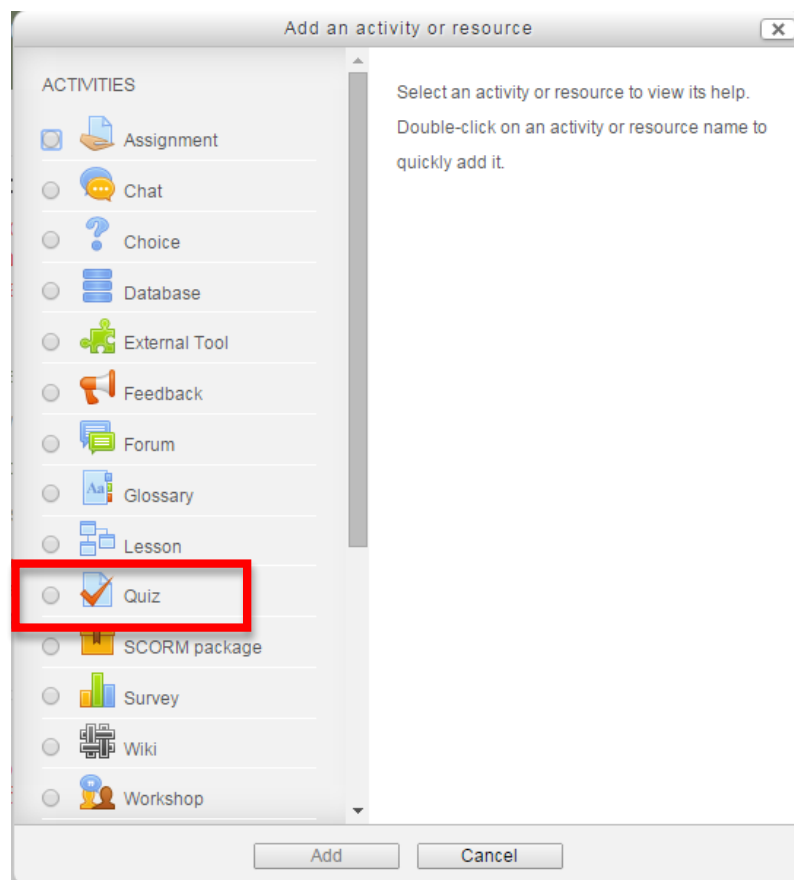 Add an activity or resource
ACTIVITIES
Assignment
Chat
Choice
Database
External Tool
Feedback
Forum
Glossary
Lesson
Quiz
SCORM package
Survey
Wiki
Workshop
Select an activity or resource to view its help.
Double-click on an activity or resource name to
quickly add it.
Add
Cancel